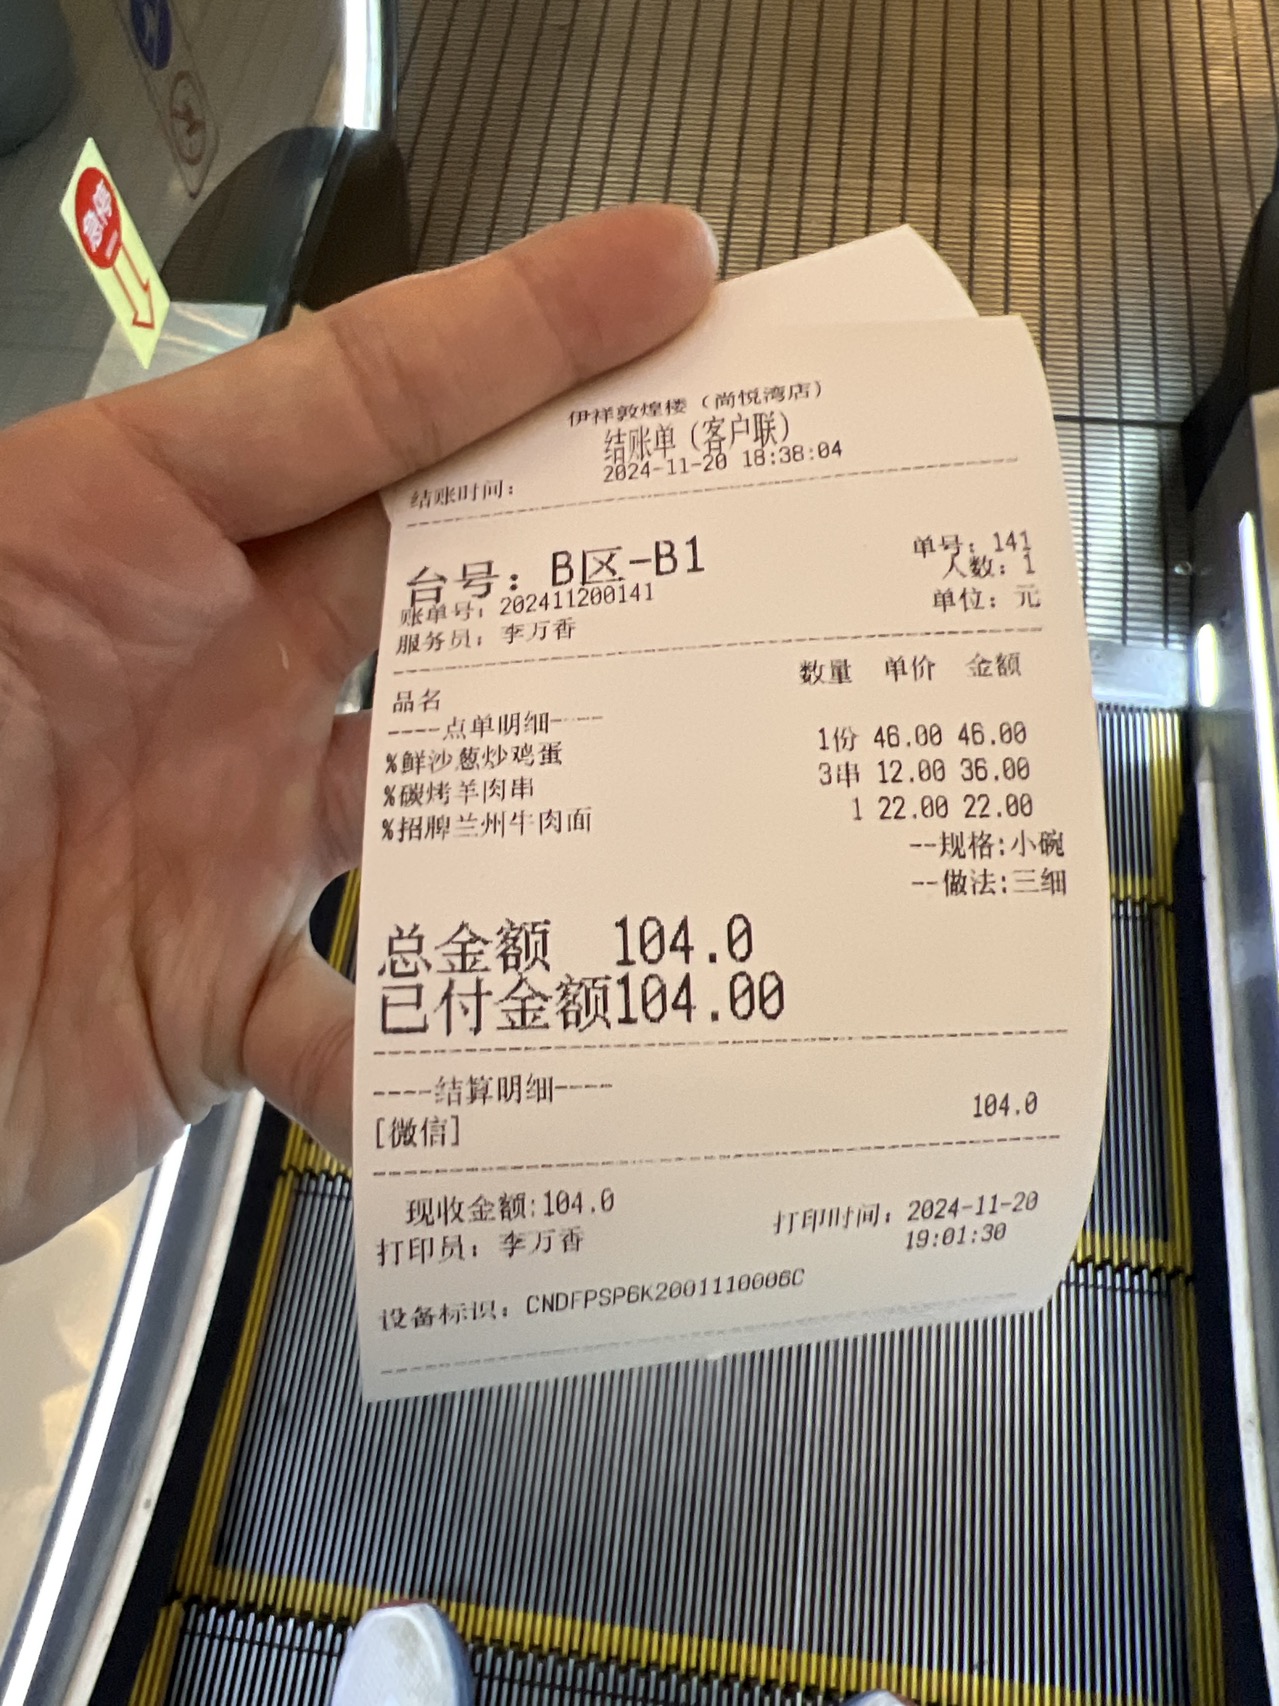 急停
伊祥敦煌楼（尚悦湾店）
结账单（客户联）
结账时间： 2024-11-20 18:38:04
台号：B区-B1 单号：141
账单号：202411200141 人数：1
服务员：李万香 单位：元
品名 数量 单价 金额
----点单明细----
%鲜沙葱炒鸡蛋 1份 46.00 46.00
%碳烤羊肉串 3串 12.00 36.00
%招牌兰州牛肉面 1 22.00 22.00
--规格:小碗
--做法:三细
总金额 104.0
已付金额104.00
----结算明细----
[微信] 104.0
现收金额:104.0
打印员：李万香 打印时间：2024-11-20
19:01:30
设备标识：CNDFPSP6K2001110006C